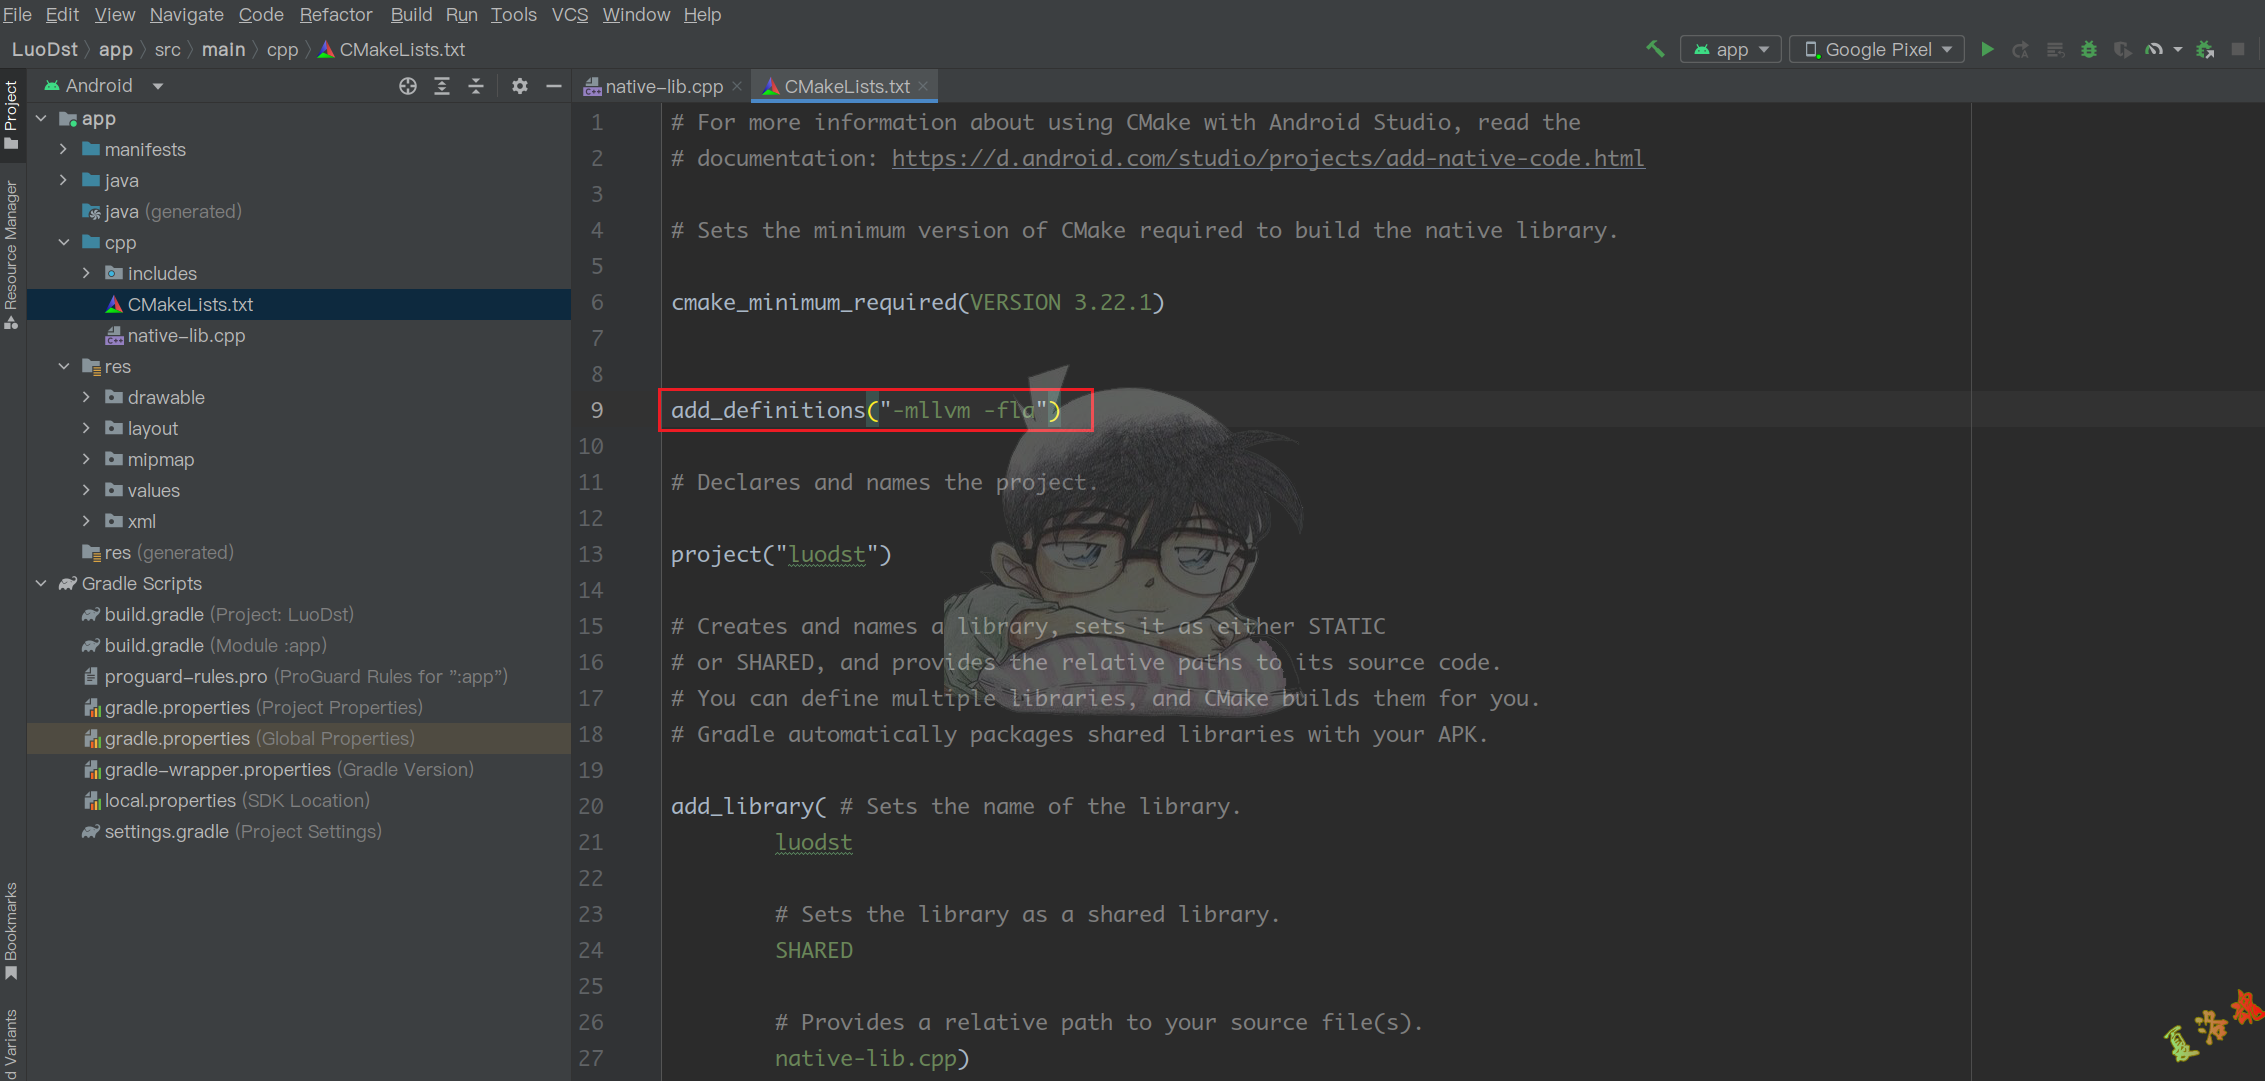 File Edit View Navigate Code Refactor Build Run Tools VCS Window Help
LuoDst app src main cpp CMakeLists.txt
app Google Pixel
Project
Resource Manager
Bookmarks
d Variants
Android
app
manifests
java
java (generated)
cpp
includes
CMakeLists.txt
native-lib.cpp
res
drawable
layout
mipmap
values
xml
res (generated)
Gradle Scripts
build.gradle (Project: LuoDst)
build.gradle (Module :app)
proguard-rules.pro (ProGuard Rules for ":app")
gradle.properties (Project Properties)
gradle.properties (Global Properties)
gradle-wrapper.properties (Gradle Version)
local.properties (SDK Location)
settings.gradle (Project Settings)
native-lib.cpp CMakeLists.txt
1 # For more information about using CMake with Android Studio, read the
2 # documentation: https://d.android.com/studio/projects/add-native-code.html
3
4 # Sets the minimum version of CMake required to build the native library.
5
6 cmake_minimum_required(VERSION 3.22.1)
7
8
9 add_definitions("-mllvm -fla")
10
11 # Declares and names the project.
12
13 project("luodst")
14
15 # Creates and names a library, sets it as either STATIC
16 # or SHARED, and provides the relative paths to its source code.
17 # You can define multiple libraries, and CMake builds them for you.
18 # Gradle automatically packages shared libraries with your APK.
19
20 add_library( # Sets the name of the library.
21 luodst
22
23 # Sets the library as a shared library.
24 SHARED
25
26 # Provides a relative path to your source file(s).
27 native-lib.cpp)
夏洛